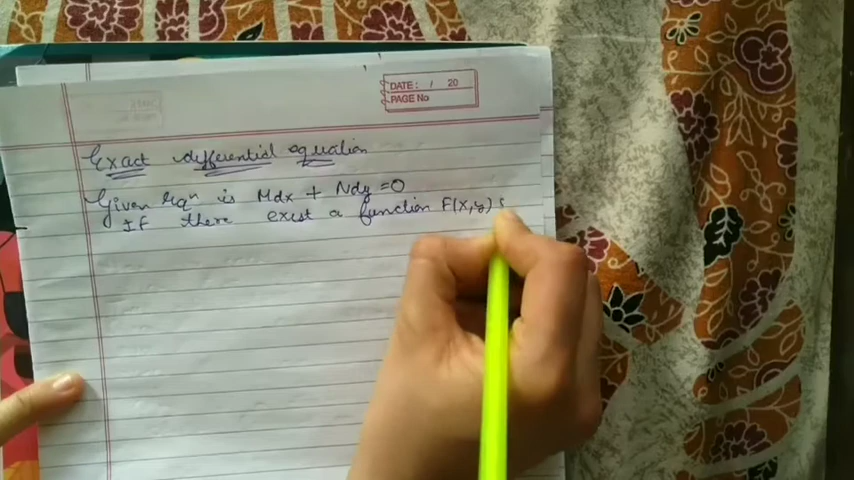 DATE: / 20
PAGE No
Exact differential equation
Given eqⁿ is Mdx + Ndy =0
If there exist a function F(x,y) s